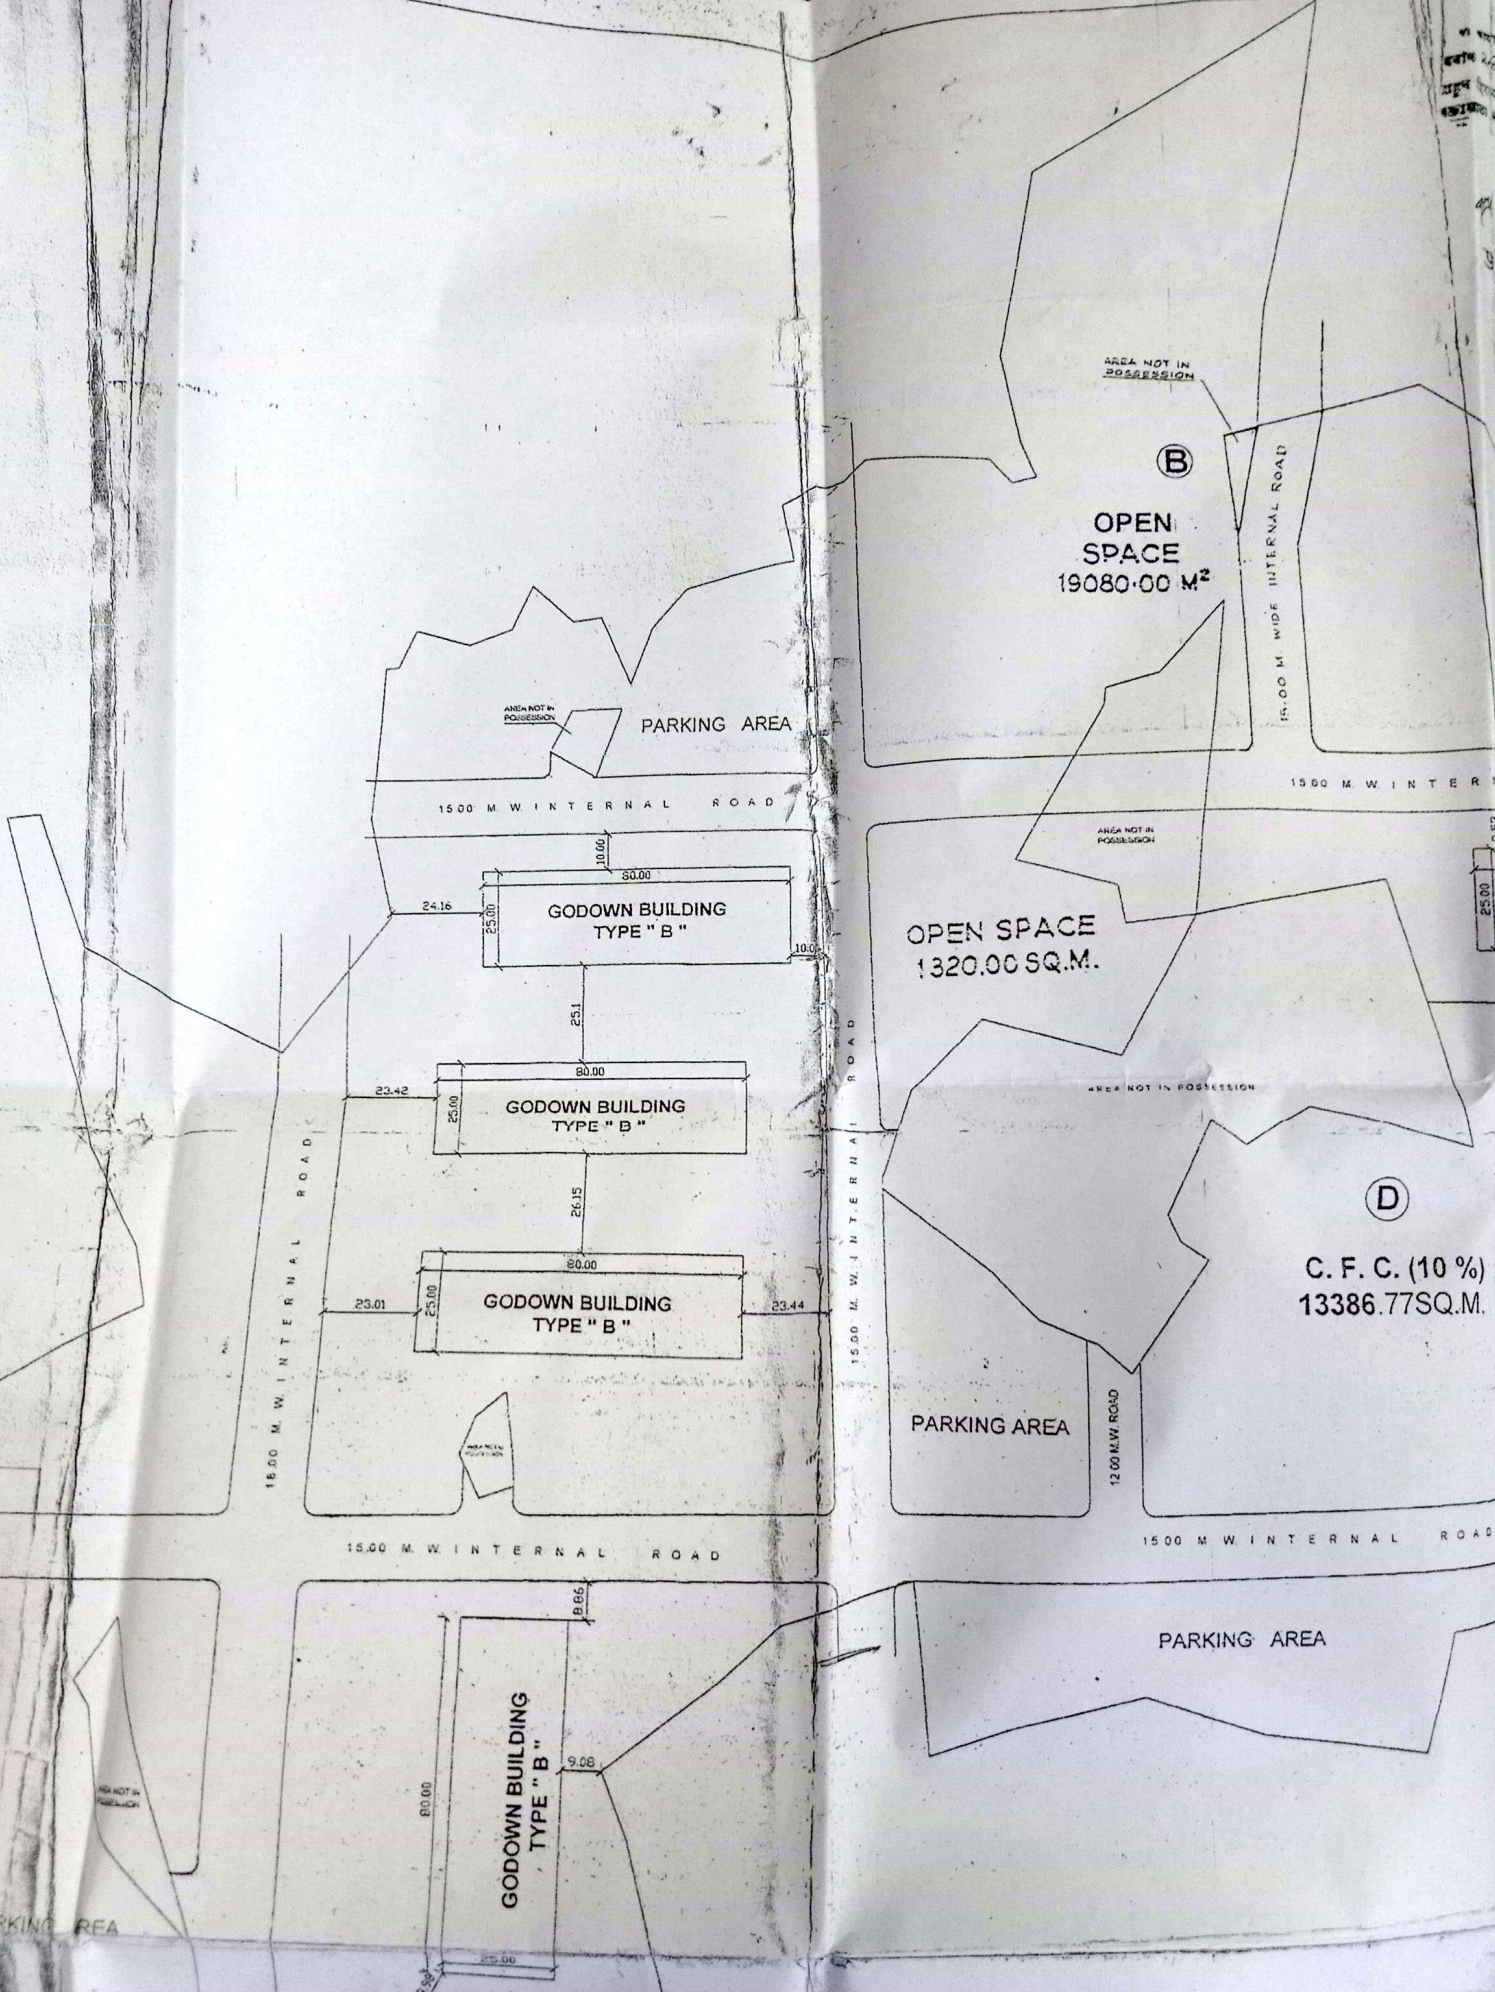 AREA NOT IN
POSSESSION
B
OPEN
SPACE
19080.00 M²
15.00 M. WIDE INTERNAL ROAD
AREA NOT IN
POSSESSION
PARKING AREA
15.00 M.W. INTERNAL ROAD
15.00 M.W. INTER
AREA NOT IN
POSSESSION
10.00
80.00
25.00
GODOWN BUILDING
TYPE " B "
24.16
10.0
25.00
OPEN SPACE
1320.00 SQ.M.
25.1
80.00
25.00
GODOWN BUILDING
TYPE " B "
23.42
AREA NOT IN POSSESSION
18.00 M.W. INTERNAL ROAD
15.00 M.W. INTERNAL ROAD
26.15
D
C. F. C. (10 %)
13386.77SQ.M.
80.00
25.00
GODOWN BUILDING
TYPE " B "
23.01
23.44
PARKING AREA
12.00 M.W. ROAD
AREA NOT IN
POSSESSION
15.00 M.W. INTERNAL ROAD
15.00 M.W. INTERNAL ROAD
8.86
PARKING AREA
GODOWN BUILDING
TYPE " B "
80.00
9.08
25.00
AREA NOT IN
POSSESSION
RKING AREA